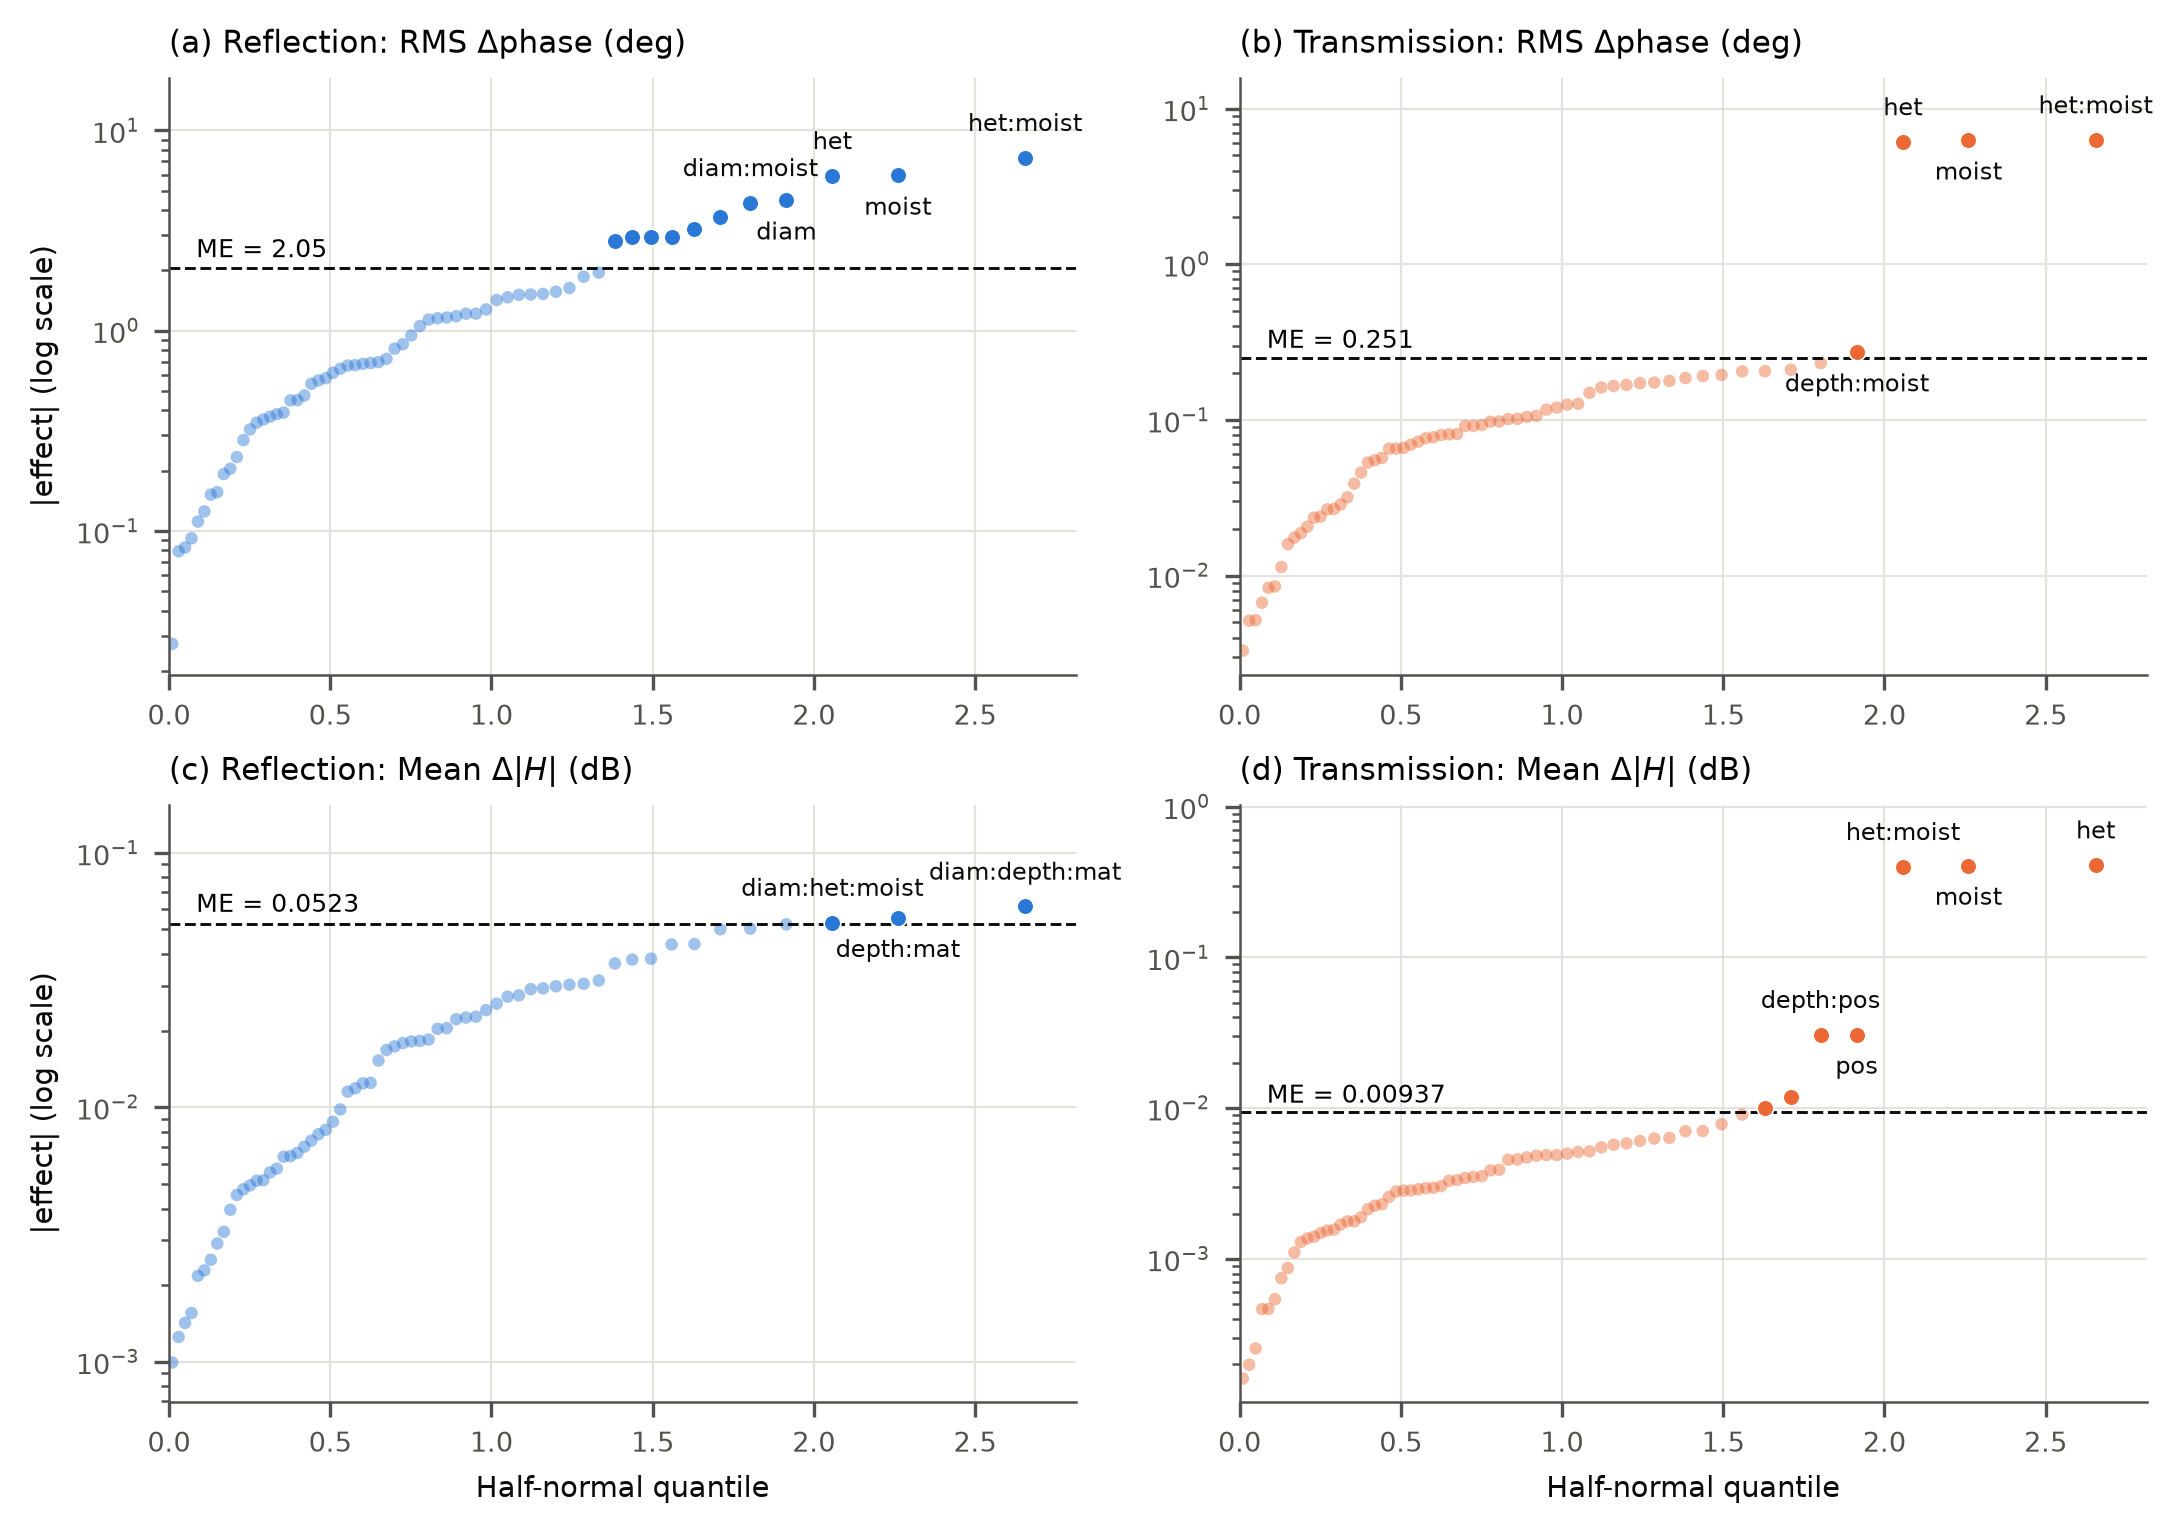 (a) Reflection: RMS Δphase (deg)
|effect| (log scale)
10¹
10⁰
10⁻¹
ME = 2.05
diam:moist
diam
het
moist
het:moist
0.0 0.5 1.0 1.5 2.0 2.5
(b) Transmission: RMS Δphase (deg)
10¹
10⁰
10⁻¹
10⁻²
ME = 0.251
depth:moist
het
moist
het:moist
0.0 0.5 1.0 1.5 2.0 2.5
(c) Reflection: Mean Δ|H| (dB)
|effect| (log scale)
10⁻¹
10⁻²
10⁻³
ME = 0.0523
diam:het:moist
depth:mat
diam:depth:mat
0.0 0.5 1.0 1.5 2.0 2.5
Half-normal quantile
(d) Transmission: Mean Δ|H| (dB)
10⁰
10⁻¹
10⁻²
10⁻³
ME = 0.00937
depth:pos
pos
het:moist
moist
het
0.0 0.5 1.0 1.5 2.0 2.5
Half-normal quantile